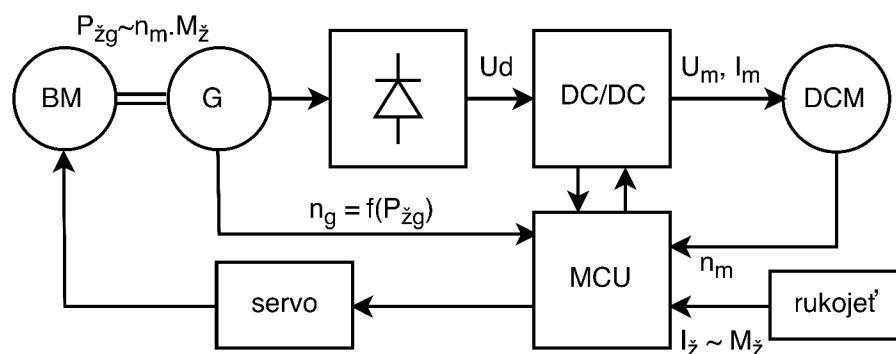 Pžg~nm.Mž
BM
G
Ud
DC/DC
Um, Im
DCM
ng = f(Pžg)
nm
servo
MCU
rukojeť
Iž ~ Mž